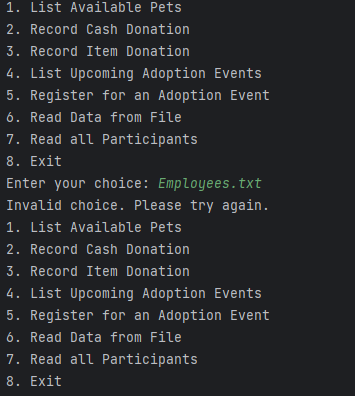 1. List Available Pets
2. Record Cash Donation
3. Record Item Donation
4. List Upcoming Adoption Events
5. Register for an Adoption Event
6. Read Data from File
7. Read all Participants
8. Exit
Enter your choice: Employees.txt
Invalid choice. Please try again.
1. List Available Pets
2. Record Cash Donation
3. Record Item Donation
4. List Upcoming Adoption Events
5. Register for an Adoption Event
6. Read Data from File
7. Read all Participants
8. Exit